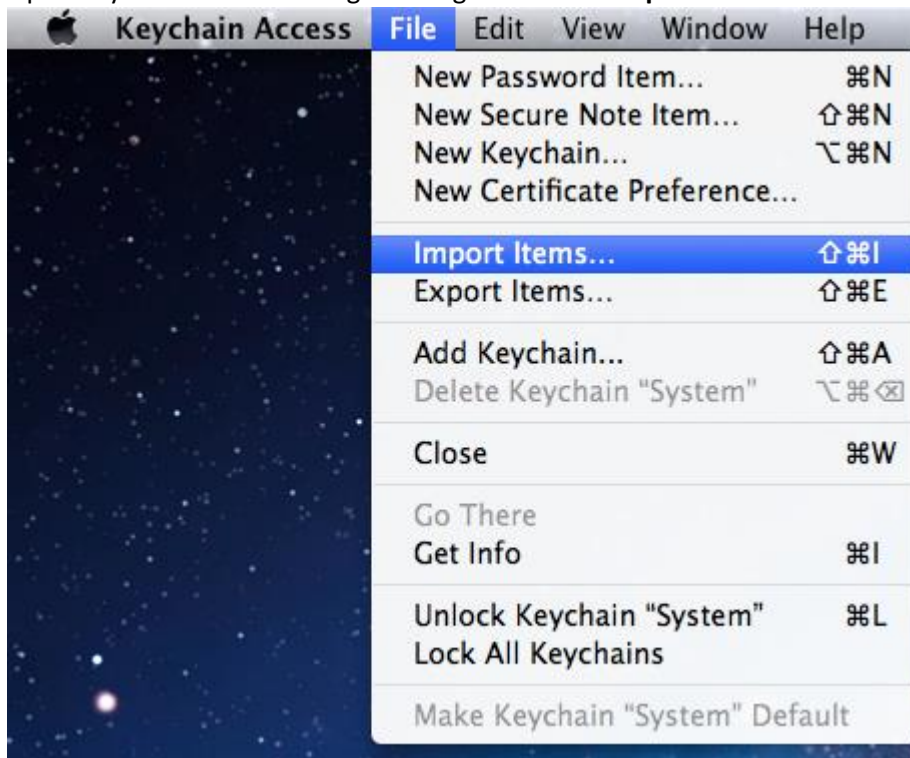 Keychain Access File Edit View Window Help
New Password Item... ⌘N
New Secure Note Item... ⇧⌘N
New Keychain... ⌥⌘N
New Certificate Preference...
Import Items... ⇧⌘I
Export Items... ⇧⌘E
Add Keychain... ⇧⌘A
Delete Keychain "System" ⌥⌘⌫
Close ⌘W
Go There
Get Info ⌘I
Unlock Keychain "System" ⌘L
Lock All Keychains
Make Keychain "System" Default